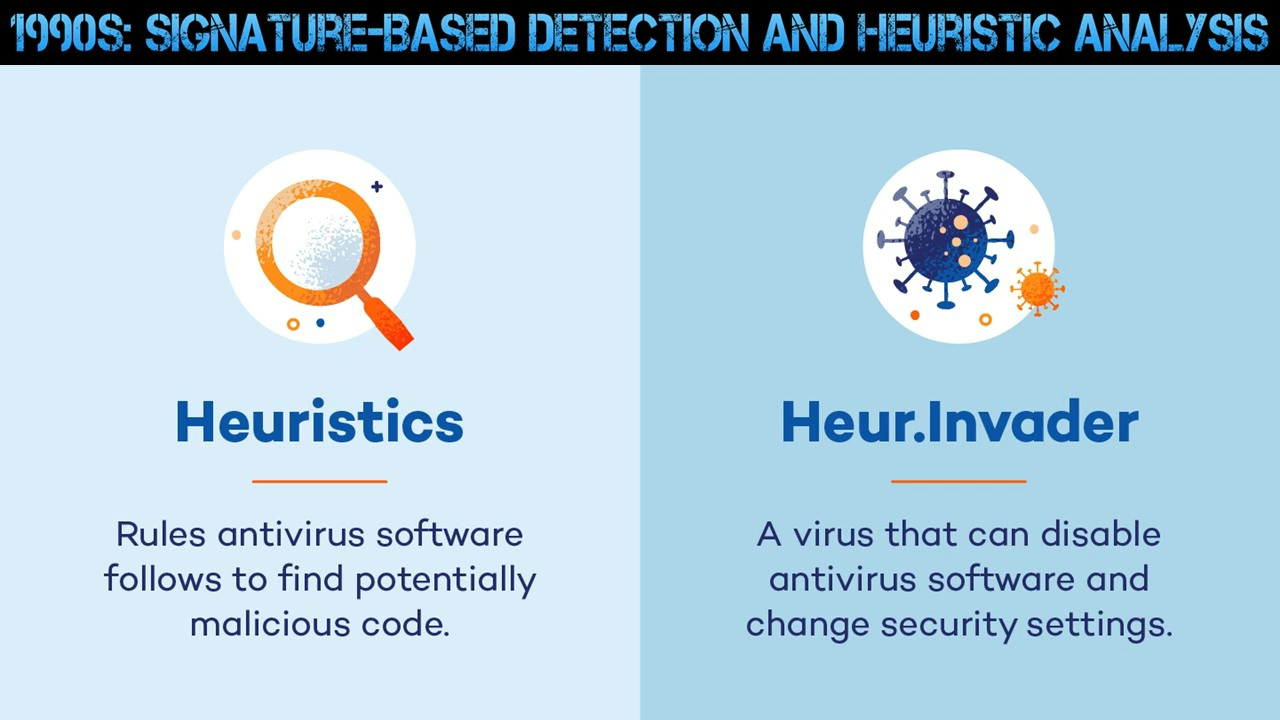 1990S: SIGNATURE-BASED DETECTION AND HEURISTIC ANALYSIS
Heuristics
Rules antivirus software
follows to find potentially
malicious code.
Heur.Invader
A virus that can disable
antivirus software and
change security settings.